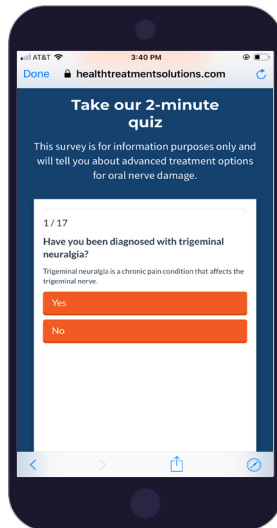 AT&T
3:40 PM
Done
healthtreatmentsolutions.com
Take our 2-minute
quiz
This survey is for information purposes only and
will tell you about advanced treatment options
for oral nerve damage.
1 / 17
Have you been diagnosed with trigeminal
neuralgia?
Trigeminal neuralgia is a chronic pain condition that affects the
trigeminal nerve.
Yes
No